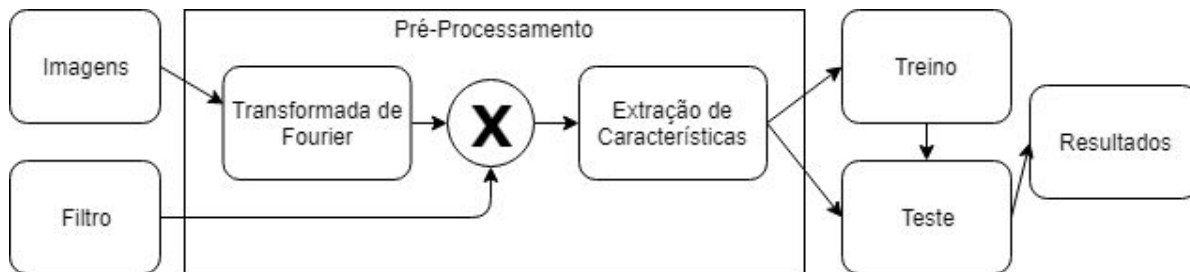 Pré-Processamento
Imagens
Transformada de
Fourier
X
Extração de
Características
Treino
Resultados
Filtro
Teste